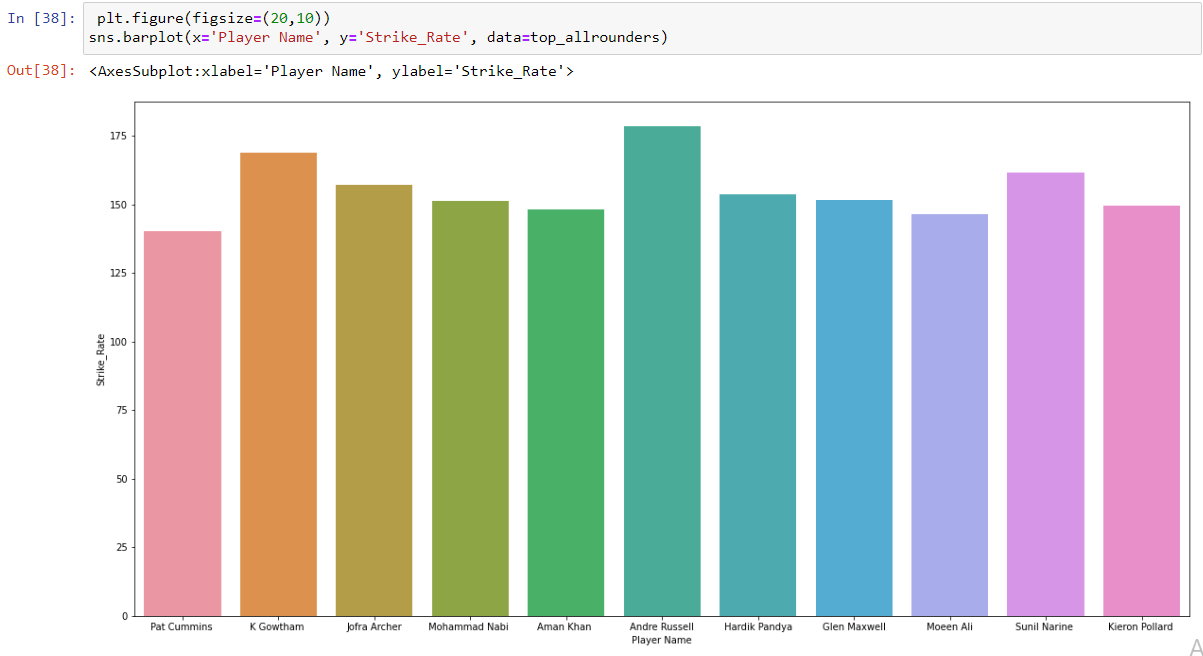 In [38]: plt.figure(figsize=(20,10))
sns.barplot(x='Player Name', y='Strike_Rate', data=top_allrounders)
Out[38]: <AxesSubplot:xlabel='Player Name', ylabel='Strike_Rate'>
175
150
125
100
75
50
25
0
Strike_Rate
Pat Cummins K Gowtham Jofra Archer Mohammad Nabi Aman Khan Andre Russell Hardik Pandya Glen Maxwell Moeen Ali Sunil Narine Kieron Pollard
Player Name
A